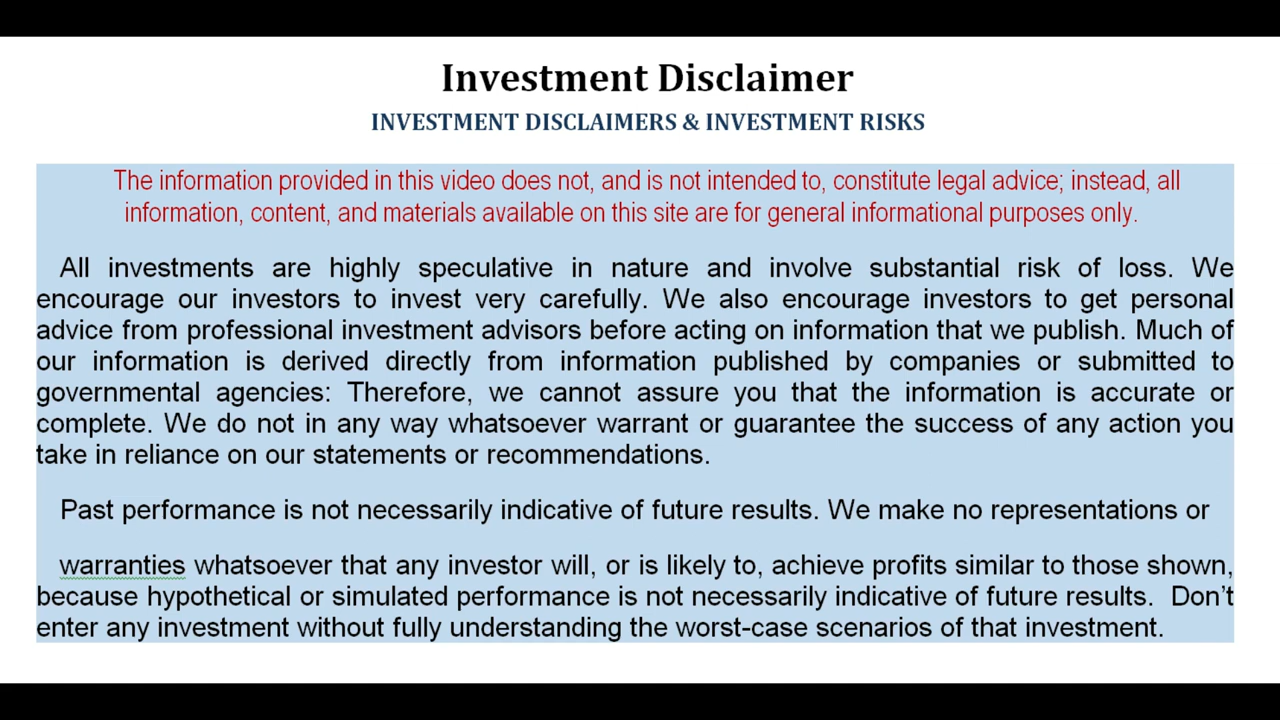 Investment Disclaimer
INVESTMENT DISCLAIMERS & INVESTMENT RISKS
The information provided in this video does not, and is not intended to, constitute legal advice; instead, all
information, content, and materials available on this site are for general informational purposes only.
All investments are highly speculative in nature and involve substantial risk of loss. We
encourage our investors to invest very carefully. We also encourage investors to get personal
advice from professional investment advisors before acting on information that we publish. Much of
our information is derived directly from information published by companies or submitted to
governmental agencies: Therefore, we cannot assure you that the information is accurate or
complete. We do not in any way whatsoever warrant or guarantee the success of any action you
take in reliance on our statements or recommendations.
Past performance is not necessarily indicative of future results. We make no representations or
warranties whatsoever that any investor will, or is likely to, achieve profits similar to those shown,
because hypothetical or simulated performance is not necessarily indicative of future results.  Don’t
enter any investment without fully understanding the worst-case scenarios of that investment.